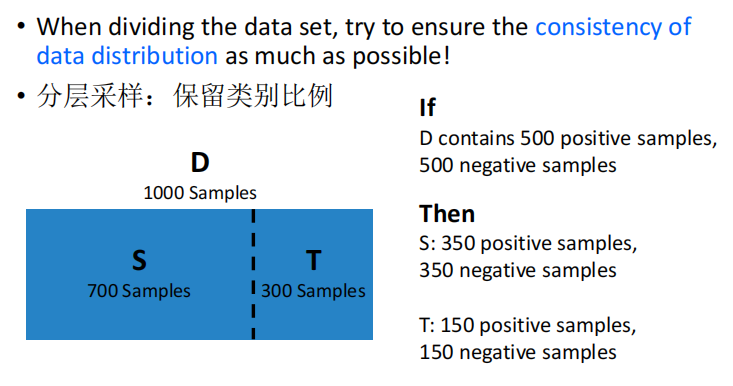 • When dividing the data set, try to ensure the consistency of
data distribution as much as possible!
• 分层采样：保留类别比例
D
1000 Samples
S
700 Samples
T
300 Samples
If
D contains 500 positive samples,
500 negative samples
Then
S: 350 positive samples,
350 negative samples
T: 150 positive samples,
150 negative samples